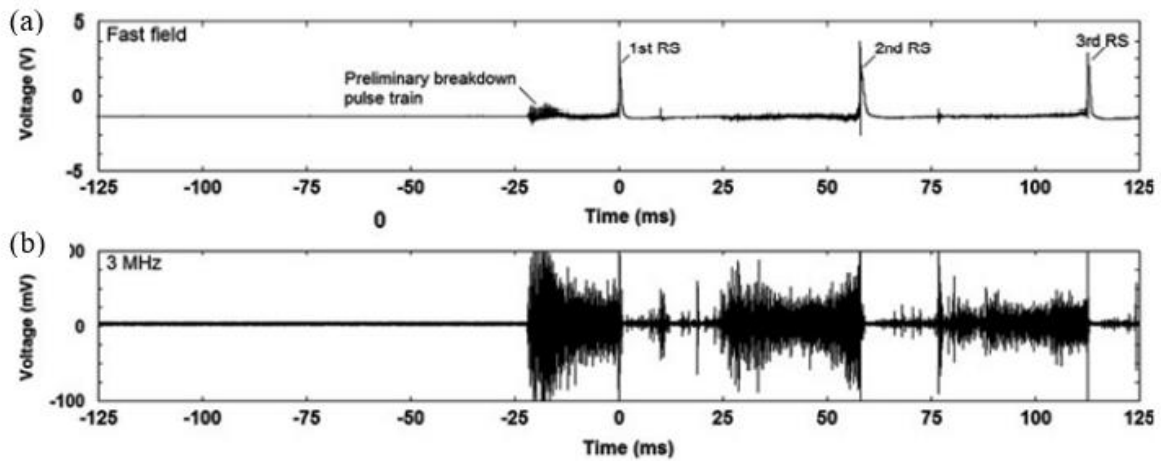 (a)
5
Fast field
1st RS
2nd RS
3rd RS
Preliminary breakdown
pulse train
0
-5
Voltage (V)
-125 -100 -75 -50 -25 0 25 50 75 100 125
Time (ms)
0
(b)
00
3 MHz
0
-100
Voltage (mV)
-125 -100 -75 -50 -25 0 25 50 75 100 125
Time (ms)